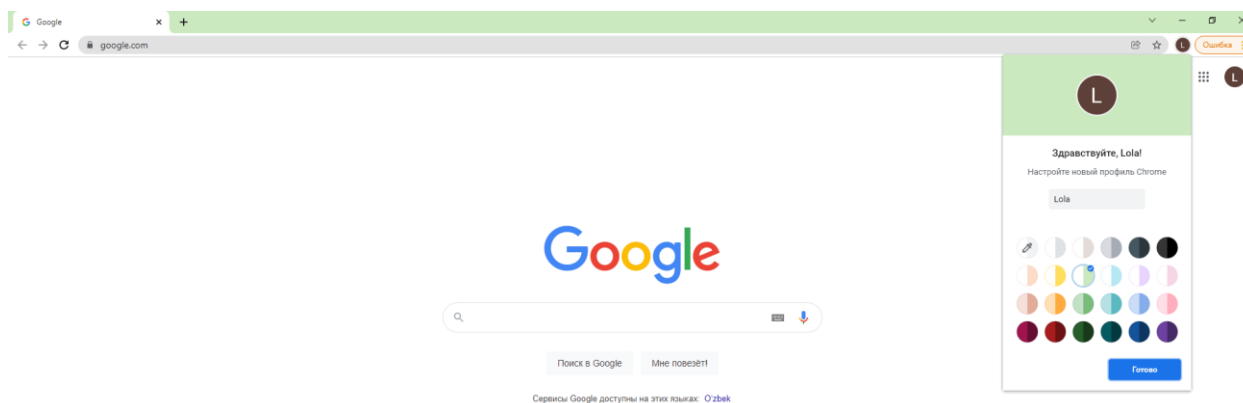 Google
google.com
L
Ошибка
L
L
Здравствуйте, Lola!
Настройте новый профиль Chrome
Lola
Google
Поиск в Google
Мне повезёт!
Готово
Сервисы Google доступны на этих языках: O'zbek